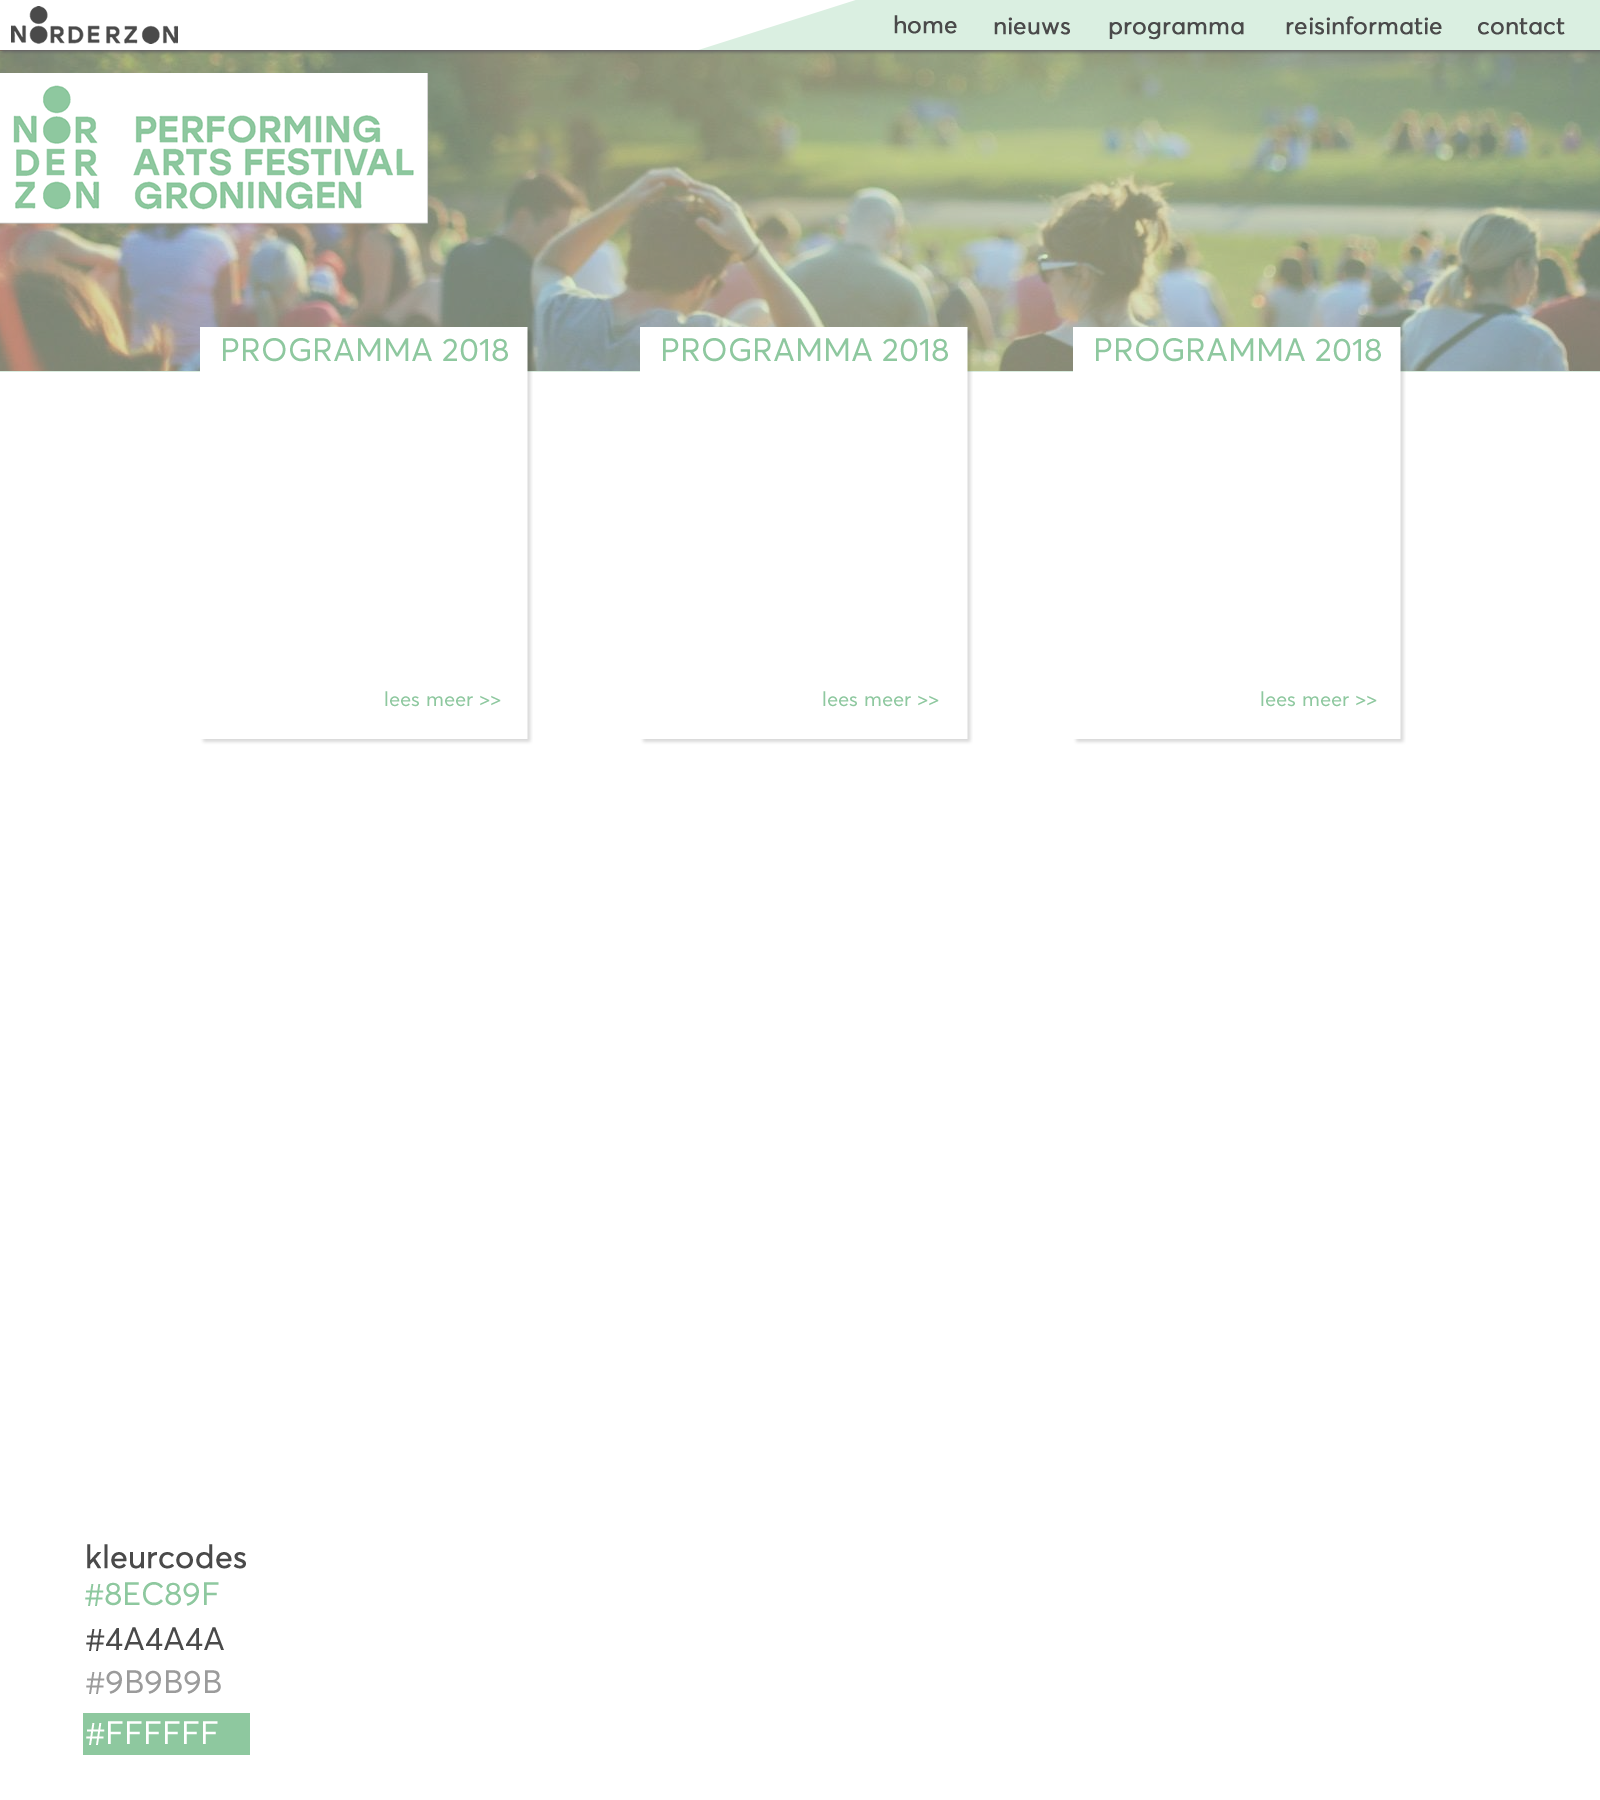 NORDERZON
home nieuws programma reisinformatie contact
NOR
DER
ZON
PERFORMING
ARTS FESTIVAL
GRONINGEN
PROGRAMMA 2018
PROGRAMMA 2018
PROGRAMMA 2018
lees meer >>
lees meer >>
lees meer >>
kleurcodes
#8EC89F
#4A4A4A
#9B9B9B
#FFFFFF